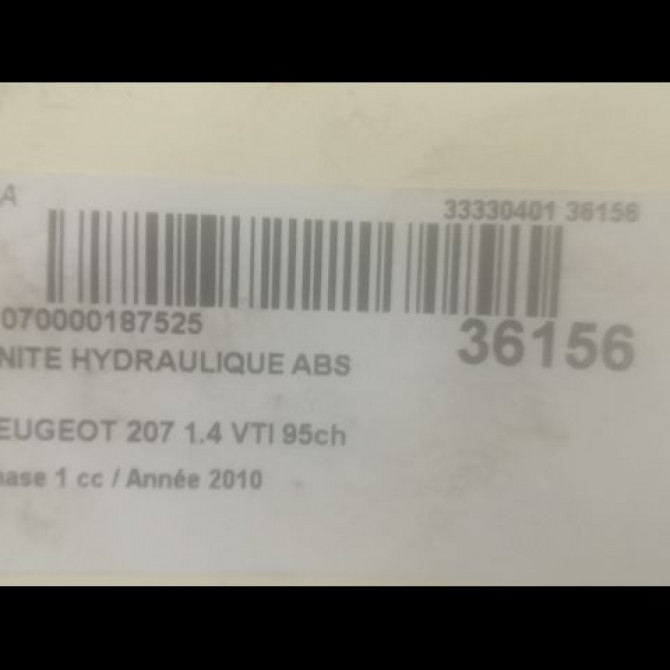 A
33330401 36156
070000187525
36156
NITE HYDRAULIQUE ABS
EUGEOT 207 1.4 VTI 95ch
hase 1 cc / Année 2010